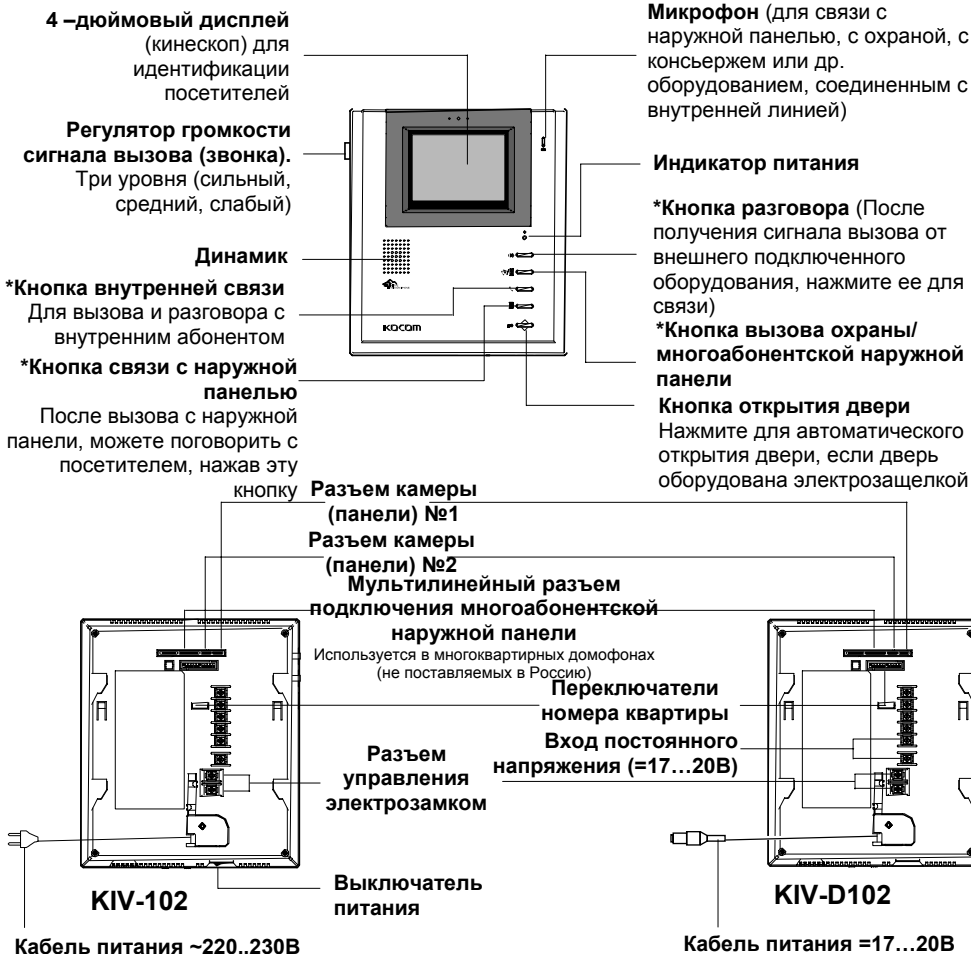 4 –дюймовый дисплей
(кинескоп) для
идентификации
посетителей
Регулятор громкости
сигнала вызова (звонка).
Три уровня (сильный,
средний, слабый)
Динамик
*Кнопка внутренней связи
Для вызова и разговора с
внутренним абонентом
*Кнопка связи с наружной
панелью
После вызова с наружной
панели, можете поговорить с
посетителем, нажав эту
кнопку
KOCOM
Микрофон (для связи с
наружной панелью, с охраной, с
консьержем или др.
оборудованием, соединенным с
внутренней линией)
Индикатор питания
*Кнопка разговора (После
получения сигнала вызова от
внешнего подключенного
оборудования, нажмите ее для
связи)
*Кнопка вызова охраны/
многоабонентской наружной
панели
Кнопка открытия двери
Нажмите для автоматического
открытия двери, если дверь
оборудована электрозащелкой
Разъем камеры
(панели) №1
Разъем камеры
(панели) №2
Мультилинейный разъем
подключения многоабонентской
наружной панели
Используется в многоквартирных домофонах
(не поставляемых в Россию)
Переключатели
номера квартиры
Вход постоянного
напряжения (=17…20В)
Разъем
управления
электрозамком
Выключатель
питания
KIV-102
Кабель питания ~220..230В
KIV-D102
Кабель питания =17…20В